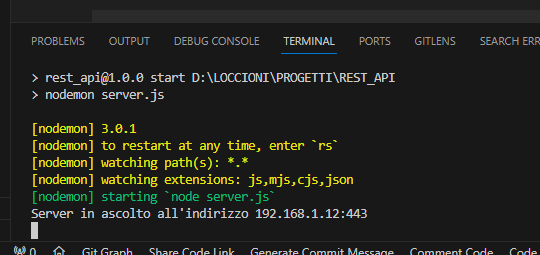 PROBLEMS OUTPUT DEBUG CONSOLE TERMINAL PORTS GITLENS SEARCH ERR
> rest_api@1.0.0 start D:\LOCCIONI\PROGETTI\REST_API
> nodemon server.js
[nodemon] 3.0.1
[nodemon] to restart at any time, enter `rs`
[nodemon] watching path(s): *.*
[nodemon] watching extensions: js,mjs,cjs,json
[nodemon] starting `node server.js`
Server in ascolto all'indirizzo 192.168.1.12:443
0 Git Graph Share Code Link Generate Commit Message Comment Code Code